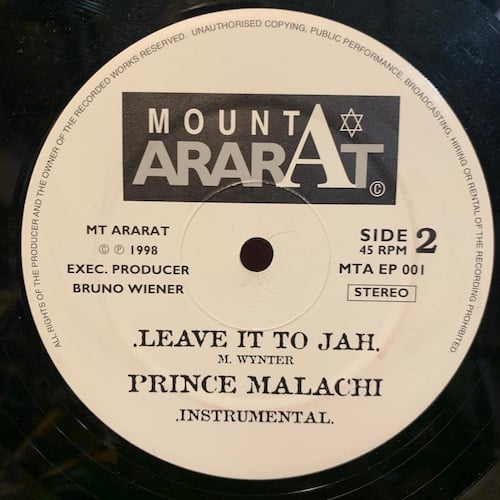 ALL RIGHTS OF THE PRODUCER AND THE OWNER OF THE RECORDED WORKS RESERVED. UNAUTHORISED COPYING, PUBLIC PERFORMANCE, BROADCASTING, HIRING OR RENTAL OF THE RECORDING PROHIBITED.
MOUNT
ARARAT ©
MT ARARAT
© ℗ 1998
EXEC. PRODUCER
BRUNO WIENER
SIDE 2
45 RPM
MTA EP 001
STEREO
.LEAVE IT TO JAH.
M. WYNTER
PRINCE MALACHI
.INSTRUMENTAL.